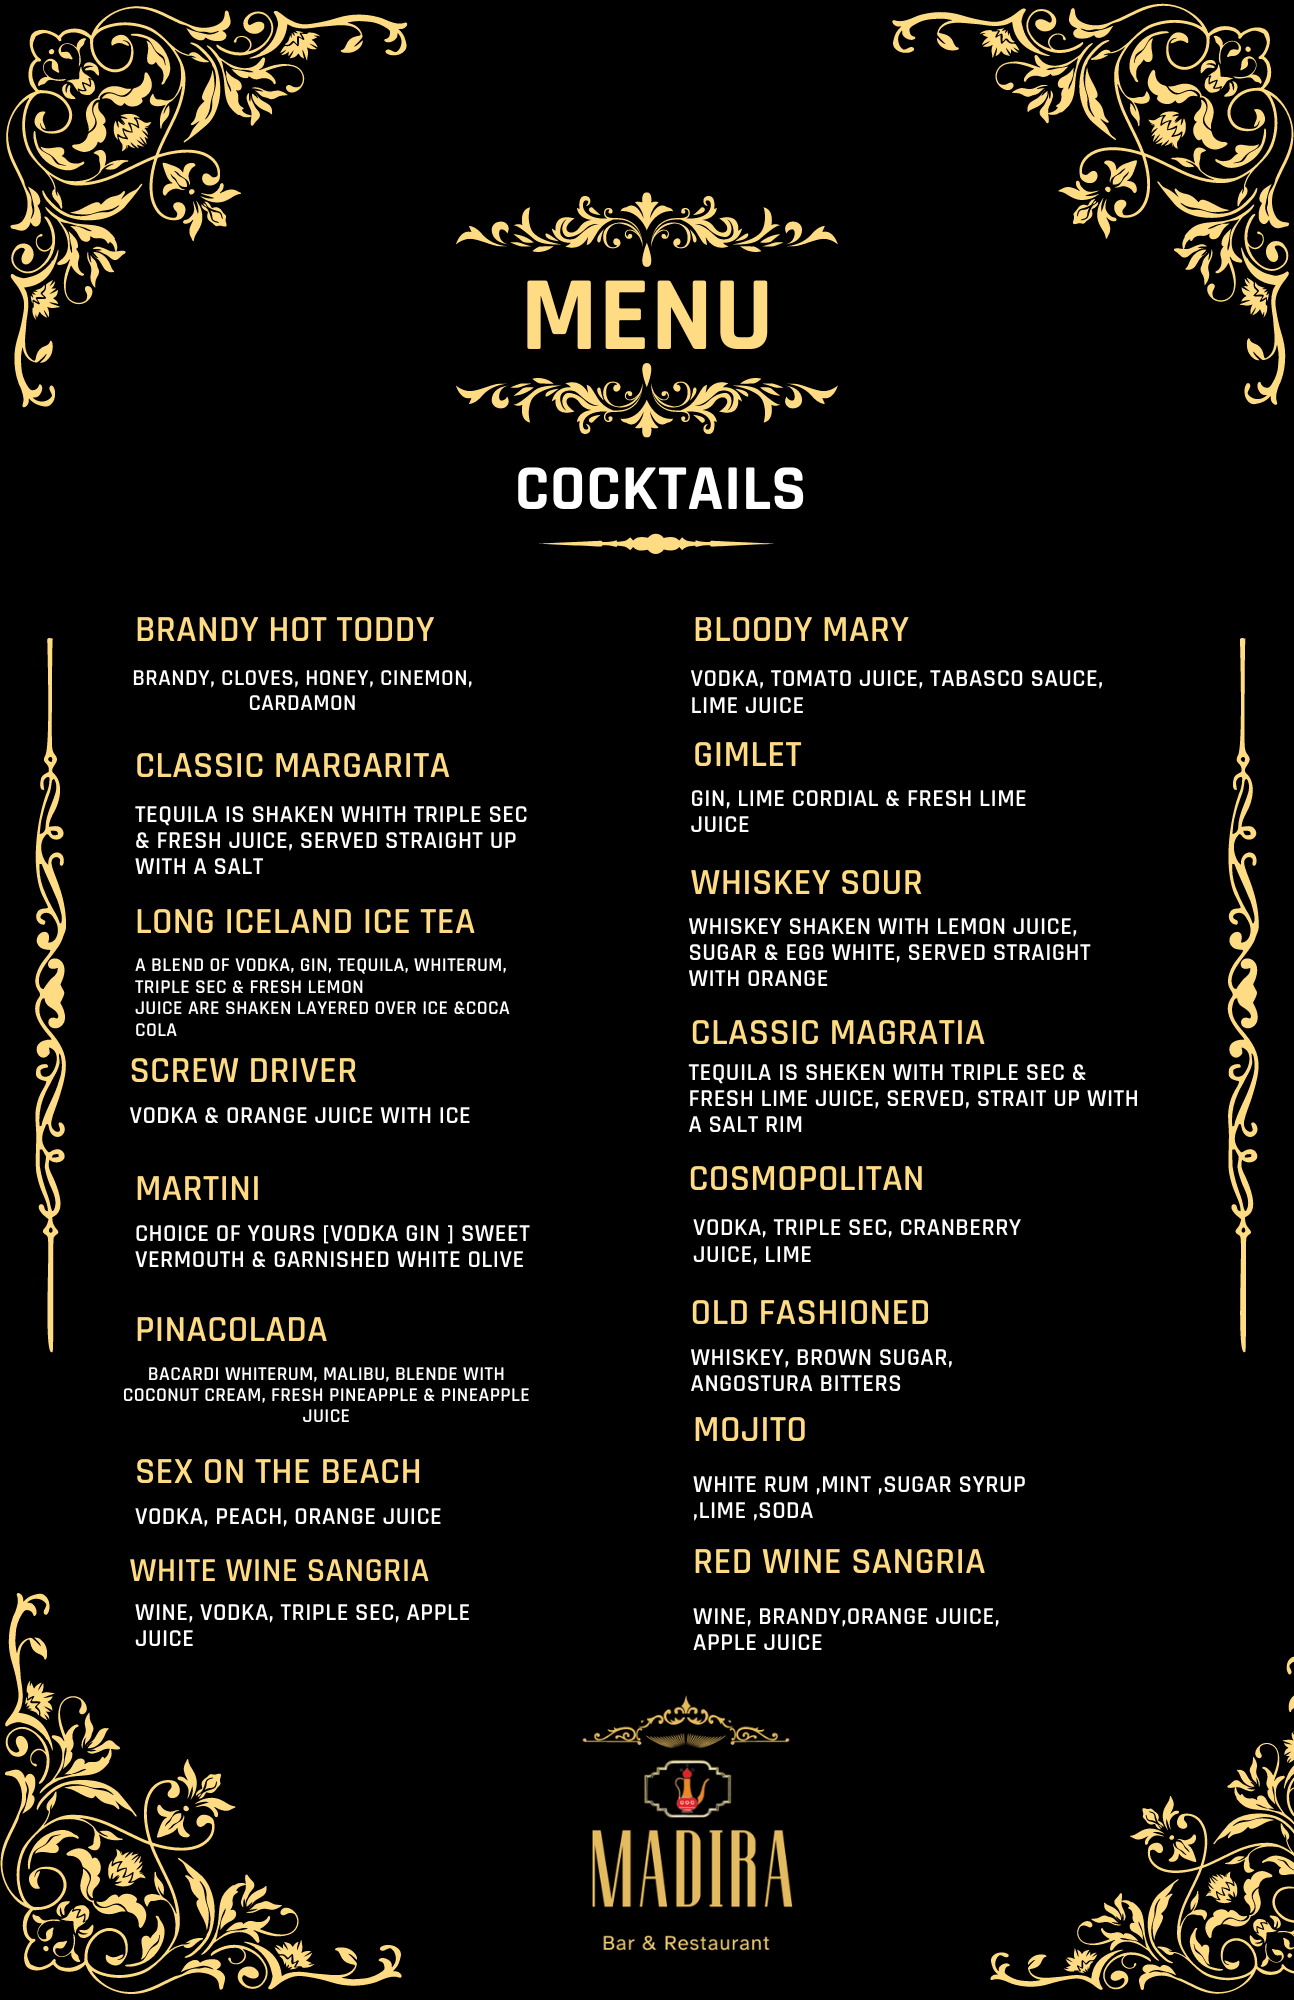 MENU
COCKTAILS
BRANDY HOT TODDY
BRANDY, CLOVES, HONEY, CINEMON,
CARDAMON
CLASSIC MARGARITA
TEQUILA IS SHAKEN WHITH TRIPLE SEC
& FRESH JUICE, SERVED STRAIGHT UP
WITH A SALT
LONG ICELAND ICE TEA
A BLEND OF VODKA, GIN, TEQUILA, WHITERUM,
TRIPLE SEC & FRESH LEMON
JUICE ARE SHAKEN LAYERED OVER ICE &COCA
COLA
SCREW DRIVER
VODKA & ORANGE JUICE WITH ICE
MARTINI
CHOICE OF YOURS [VODKA GIN ] SWEET
VERMOUTH & GARNISHED WHITE OLIVE
PINACOLADA
BACARDI WHITERUM, MALIBU, BLENDE WITH
COCONUT CREAM, FRESH PINEAPPLE & PINEAPPLE
JUICE
SEX ON THE BEACH
VODKA, PEACH, ORANGE JUICE
WHITE WINE SANGRIA
WINE, VODKA, TRIPLE SEC, APPLE
JUICE
BLOODY MARY
VODKA, TOMATO JUICE, TABASCO SAUCE,
LIME JUICE
GIMLET
GIN, LIME CORDIAL & FRESH LIME
JUICE
WHISKEY SOUR
WHISKEY SHAKEN WITH LEMON JUICE,
SUGAR & EGG WHITE, SERVED STRAIGHT
WITH ORANGE
CLASSIC MAGRATIA
TEQUILA IS SHEKEN WITH TRIPLE SEC &
FRESH LIME JUICE, SERVED, STRAIT UP WITH
A SALT RIM
COSMOPOLITAN
VODKA, TRIPLE SEC, CRANBERRY
JUICE, LIME
OLD FASHIONED
WHISKEY, BROWN SUGAR,
ANGOSTURA BITTERS
MOJITO
WHITE RUM ,MINT ,SUGAR SYRUP
,LIME ,SODA
RED WINE SANGRIA
WINE, BRANDY,ORANGE JUICE,
APPLE JUICE
MADIRA
Bar & Restaurant